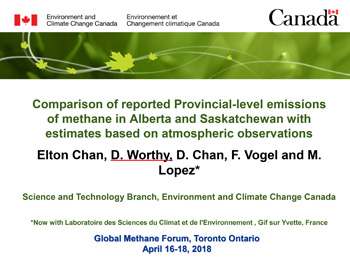 Environment and
Climate Change Canada
Environnement et
Changement climatique Canada
Canada
Comparison of reported Provincial-level emissions
of methane in Alberta and Saskatchewan with
estimates based on atmospheric observations
Elton Chan, D. Worthy, D. Chan, F. Vogel and M.
Lopez*
Science and Technology Branch, Environment and Climate Change Canada
*Now with Laboratoire des Sciences du Climat et de l'Environnement , Gif sur Yvette, France
Global Methane Forum, Toronto Ontario
April 16-18, 2018